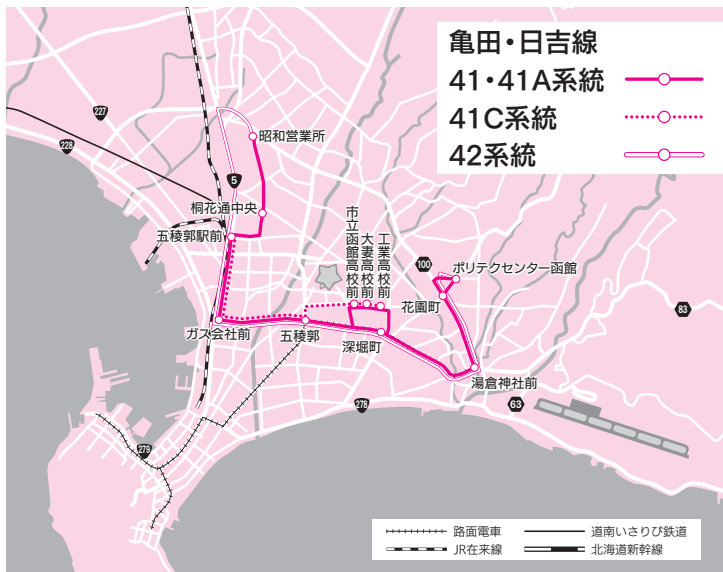 亀田・日吉線
41・41A系統
41C系統
42系統
227
228
5
昭和営業所
桐花通中央
五稜郭駅前
市立函館高校前
大妻高校前
工業高校前
100
ポリテクセンター函館
花園町
83
ガス会社前
五稜郭
深堀町
湯倉神社前
278
63
279
路面電車
道南いさりび鉄道
JR在来線
北海道新幹線